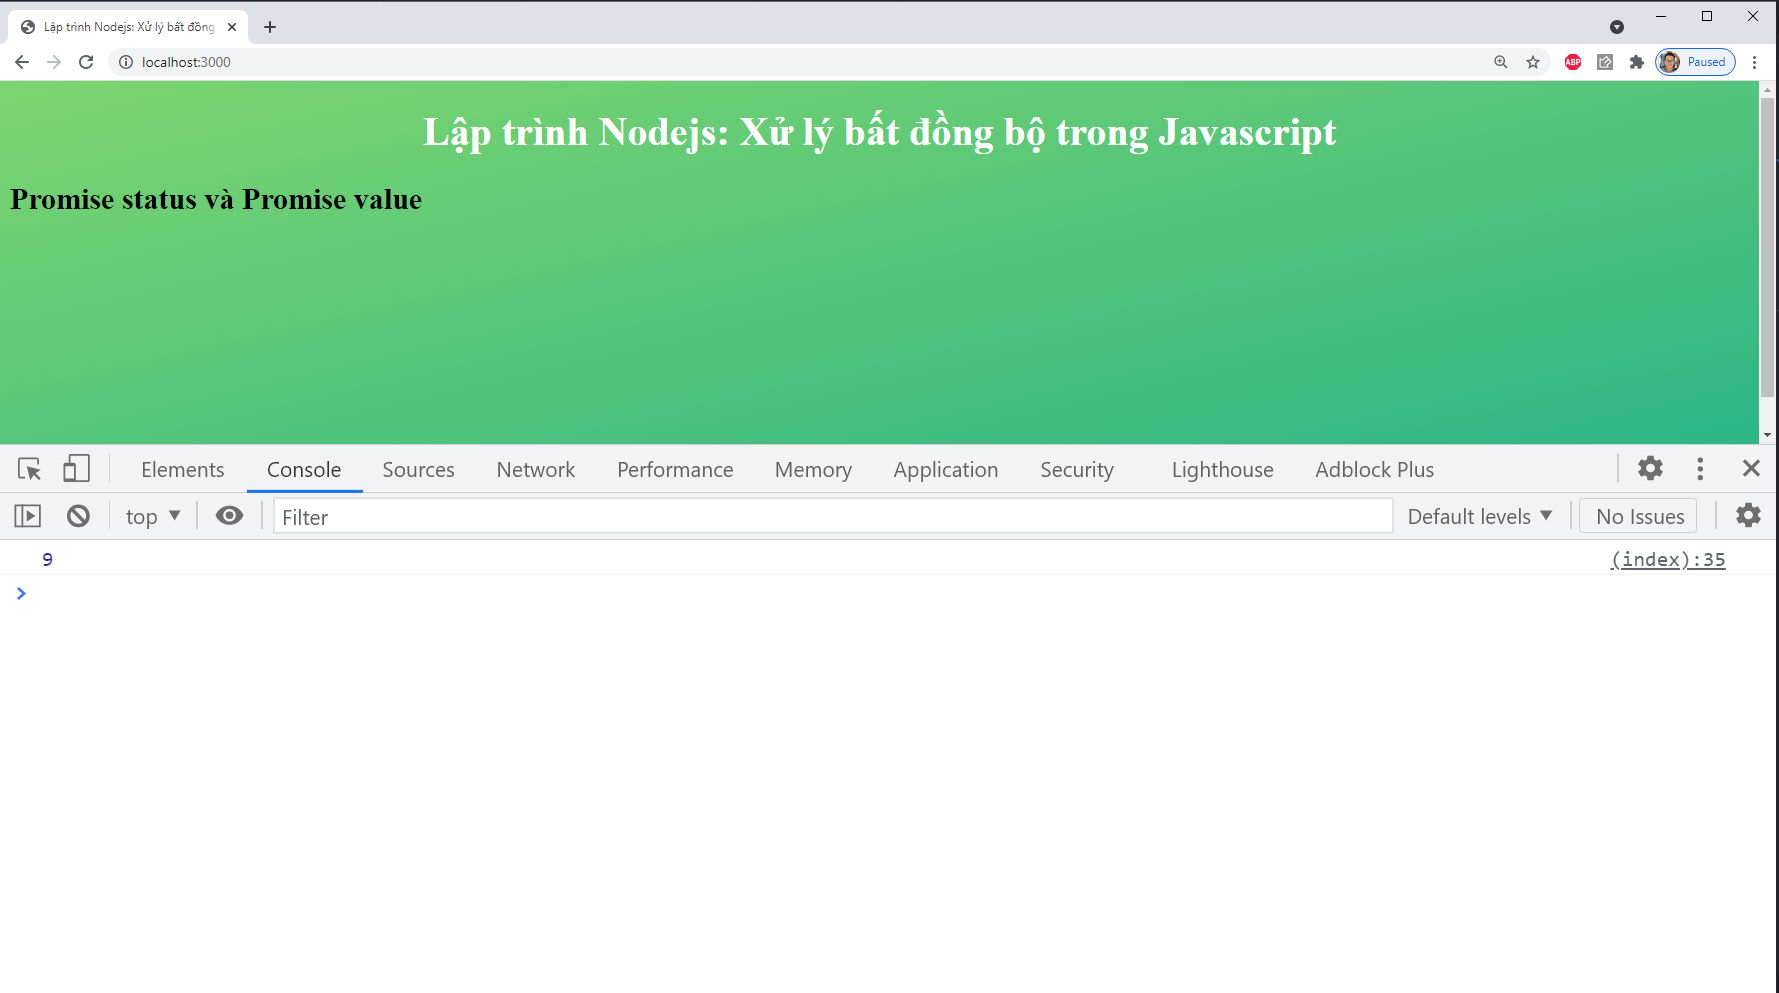 Lập trình Nodejs: Xử lý bất đồng
localhost:3000
ABP
Paused
Lập trình Nodejs: Xử lý bất đồng bộ trong Javascript
Promise status và Promise value
Elements Console Sources Network Performance Memory Application Security Lighthouse Adblock Plus
top Filter Default levels No Issues
9 (index):35